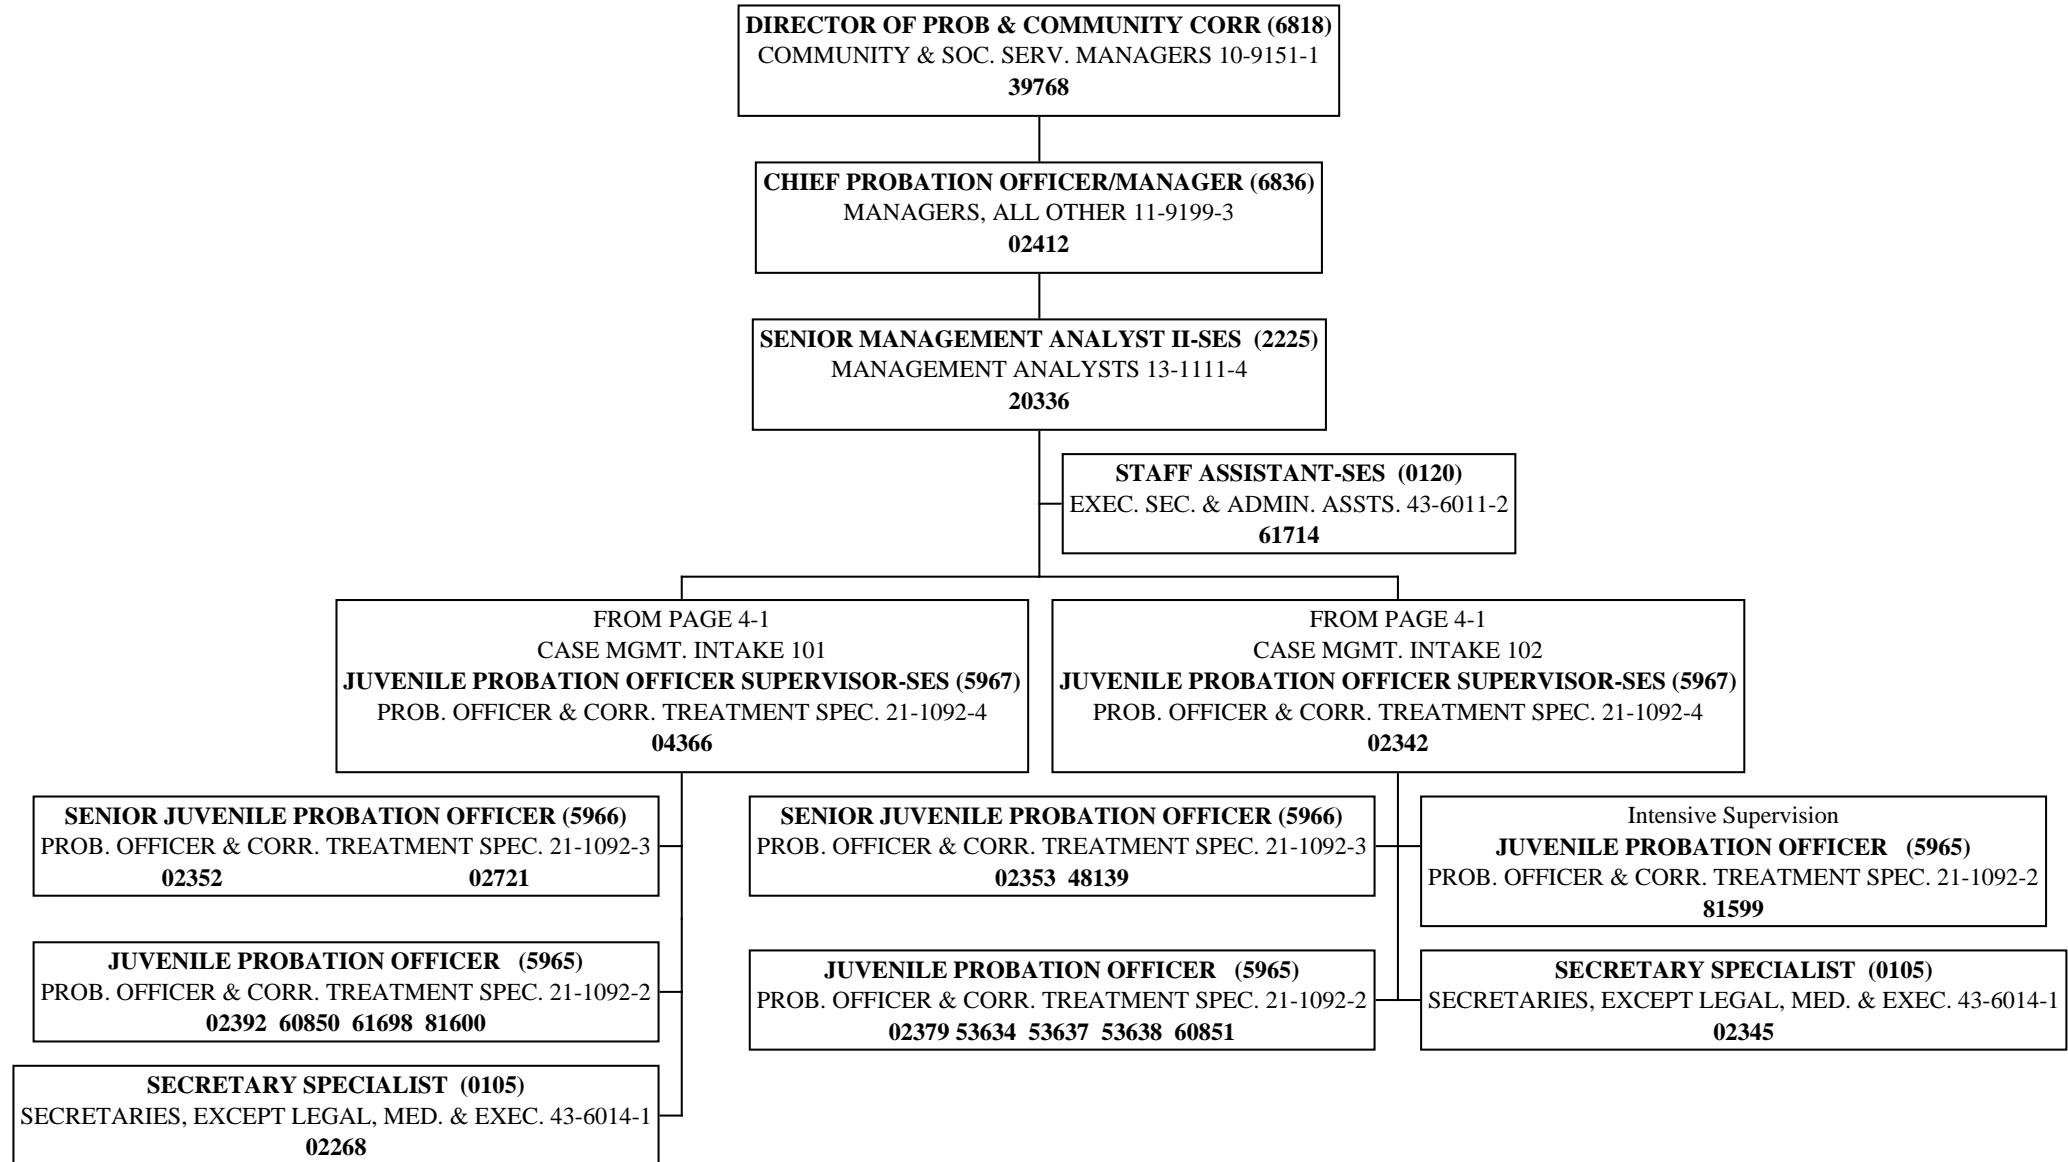 DIRECTOR OF PROB & COMMUNITY CORR (6818)
COMMUNITY & SOC. SERV. MANAGERS 10-9151-1
39768
CHIEF PROBATION OFFICER/MANAGER (6836)
MANAGERS, ALL OTHER 11-9199-3
02412
SENIOR MANAGEMENT ANALYST II-SES (2225)
MANAGEMENT ANALYSTS 13-1111-4
20336
STAFF ASSISTANT-SES (0120)
EXEC. SEC. & ADMIN. ASSTS. 43-6011-2
61714
FROM PAGE 4-1
CASE MGMT. INTAKE 101
JUVENILE PROBATION OFFICER SUPERVISOR-SES (5967)
PROB. OFFICER & CORR. TREATMENT SPEC. 21-1092-4
04366
FROM PAGE 4-1
CASE MGMT. INTAKE 102
JUVENILE PROBATION OFFICER SUPERVISOR-SES (5967)
PROB. OFFICER & CORR. TREATMENT SPEC. 21-1092-4
02342
SENIOR JUVENILE PROBATION OFFICER (5966)
PROB. OFFICER & CORR. TREATMENT SPEC. 21-1092-3
02352 02721
SENIOR JUVENILE PROBATION OFFICER (5966)
PROB. OFFICER & CORR. TREATMENT SPEC. 21-1092-3
02353 48139
Intensive Supervision
JUVENILE PROBATION OFFICER (5965)
PROB. OFFICER & CORR. TREATMENT SPEC. 21-1092-2
81599
JUVENILE PROBATION OFFICER (5965)
PROB. OFFICER & CORR. TREATMENT SPEC. 21-1092-2
02392 60850 61698 81600
JUVENILE PROBATION OFFICER (5965)
PROB. OFFICER & CORR. TREATMENT SPEC. 21-1092-2
02379 53634 53637 53638 60851
SECRETARY SPECIALIST (0105)
SECRETARIES, EXCEPT LEGAL, MED. & EXEC. 43-6014-1
02345
SECRETARY SPECIALIST (0105)
SECRETARIES, EXCEPT LEGAL, MED. & EXEC. 43-6014-1
02268